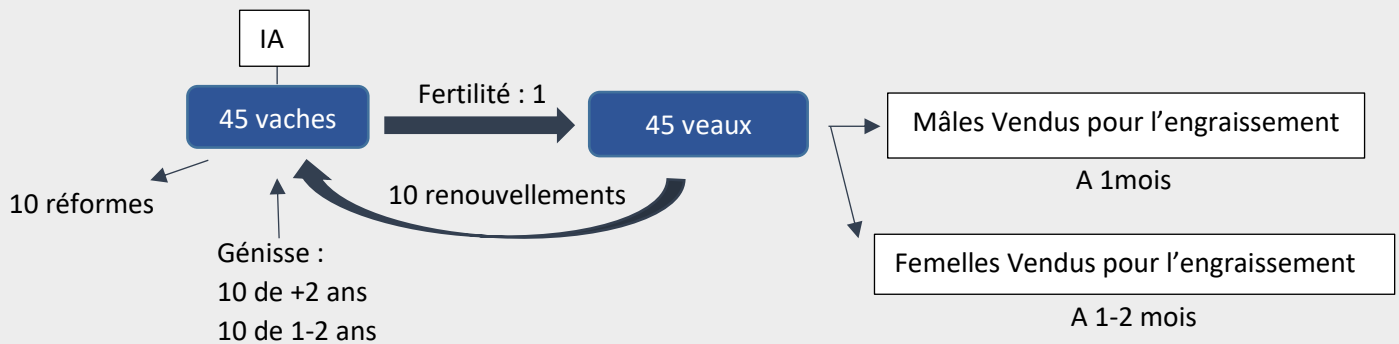 IA
45 vaches
Fertilité : 1
45 veaux
Mâles Vendus pour l'engraissement
A 1mois
10 réformes
10 renouvellements
Génisse :
10 de +2 ans
10 de 1-2 ans
Femelles Vendus pour l'engraissement
A 1-2 mois